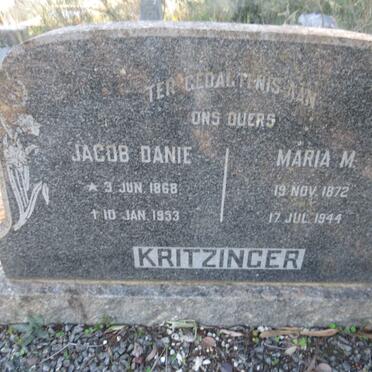 TER GEDAGTENIS AAN
ONS OUERS
JACOB DANIE
* 3 JUN. 1868
† 10 JAN. 1953
MARIA M.
19 NOV. 1872
17 JUL. 1944
KRITZINGER